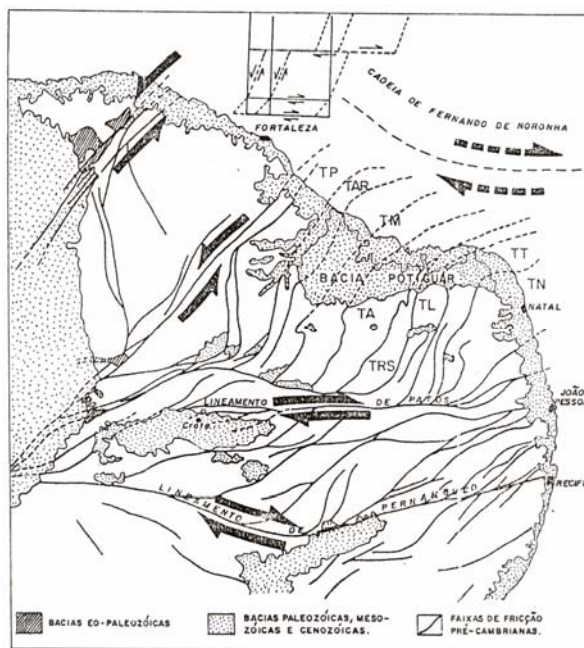 CADEIA DE FERNANDO DE NORONHA
FORTALEZA
TP
TAR
TM
TT
TN
BACIA POTIGUAR
NATAL
TA
TL
TRS
JOÃO
PESSOA
LINEAMENTO DE PATOS
Crato
RECIFE
LINEAMENTO DE PERNAMBUCO
BACIAS EO-PALEOZÓICAS
BACIAS PALEOZÓICAS, MESO-
ZÓICAS E CENOZÓICAS.
FAIXAS DE FRICÇÃO
PRÉ-CAMBRIANAS.